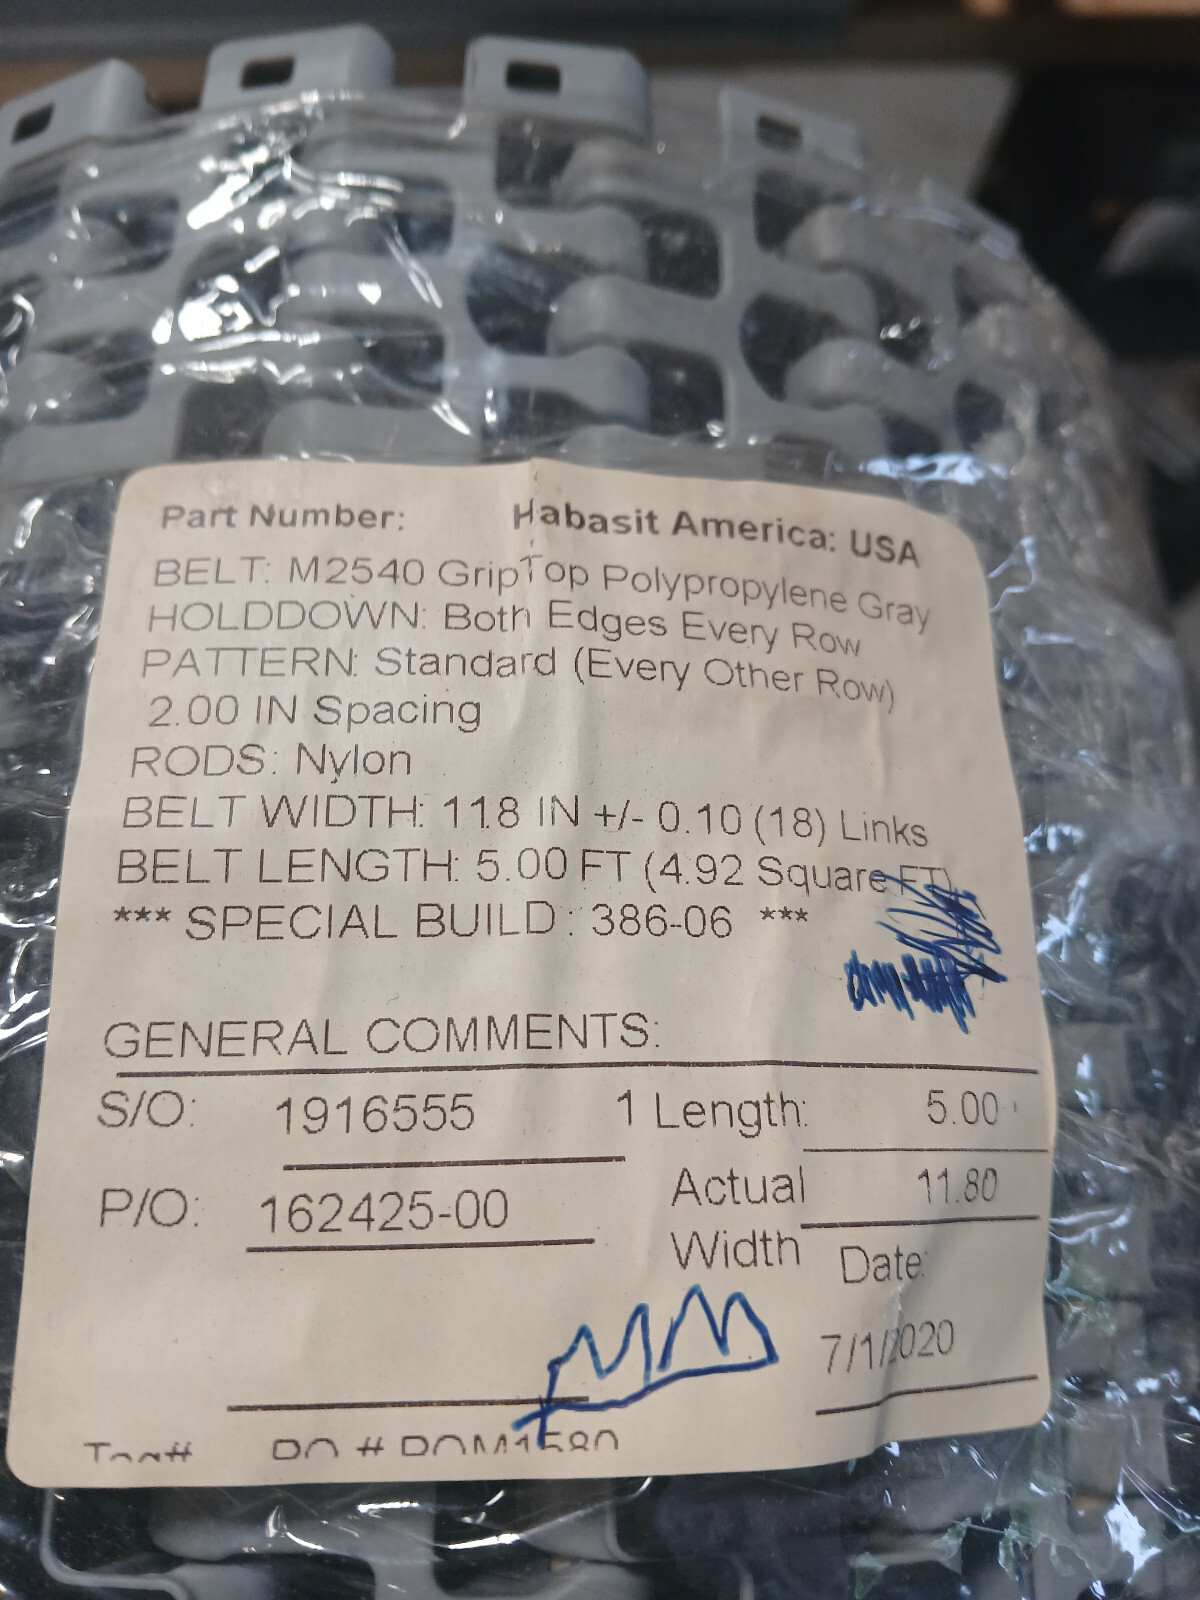 Part Number: Habasit America: USA
BELT: M2540 GripTop Polypropylene Gray
HOLDDOWN: Both Edges Every Row
PATTERN: Standard (Every Other Row)
2.00 IN Spacing
RODS: Nylon
BELT WIDTH: 11.8 IN +/- 0.10 (18) Links
BELT LENGTH: 5.00 FT (4.92 Square FT)
*** SPECIAL BUILD : 386-06 ***
GENERAL COMMENTS:
S/O: 1916555 1 Length: 5.00
P/O: 162425-00 Actual Width 11.80
Date:
7/1/2020
PO #